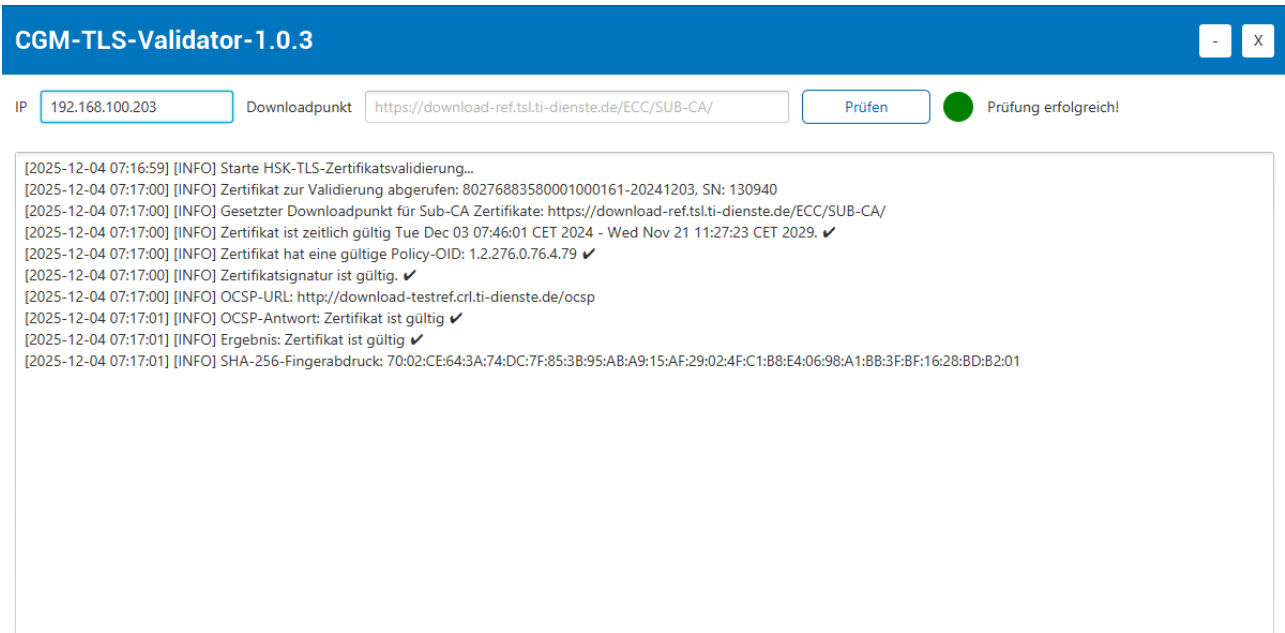 CGM-TLS-Validator-1.0.3
-
X
IP 192.168.100.203 Downloadpunkt https://download-ref.tsl.ti-dienste.de/ECC/SUB-CA/ Prüfen Prüfung erfolgreich!
[2025-12-04 07:16:59] [INFO] Starte HSK-TLS-Zertifikatsvalidierung...
[2025-12-04 07:17:00] [INFO] Zertifikat zur Validierung abgerufen: 80276883580001000161-20241203, SN: 130940
[2025-12-04 07:17:00] [INFO] Gesetzter Downloadpunkt für Sub-CA Zertifikate: https://download-ref.tsl.ti-dienste.de/ECC/SUB-CA/
[2025-12-04 07:17:00] [INFO] Zertifikat ist zeitlich gültig Tue Dec 03 07:46:01 CET 2024 - Wed Nov 21 11:27:23 CET 2029. ✔
[2025-12-04 07:17:00] [INFO] Zertifikat hat eine gültige Policy-OID: 1.2.276.0.76.4.79 ✔
[2025-12-04 07:17:00] [INFO] Zertifikatsignatur ist gültig. ✔
[2025-12-04 07:17:00] [INFO] OCSP-URL: http://download-testref.crl.ti-dienste.de/ocsp
[2025-12-04 07:17:01] [INFO] OCSP-Antwort: Zertifikat ist gültig ✔
[2025-12-04 07:17:01] [INFO] Ergebnis: Zertifikat ist gültig ✔
[2025-12-04 07:17:01] [INFO] SHA-256-Fingerabdruck: 70:02:CE:64:3A:74:DC:7F:85:3B:95:AB:A9:15:AF:29:02:4F:C1:B8:E4:06:98:A1:BB:3F:BF:16:28:BD:B2:01